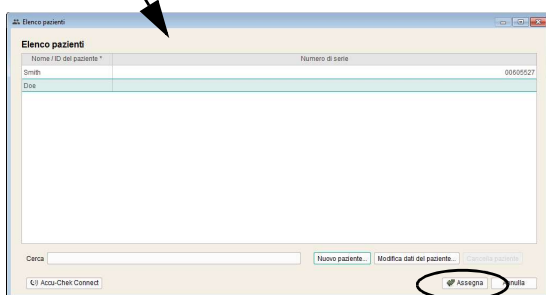 Elenco pazienti
Elenco pazienti
Nome / ID del paziente * Numero di serie
Smith 00605527
Doe
Cerca Nuovo paziente... Modifica dati del paziente... Cancella paziente
Accu-Chek Connect Assegna Annulla